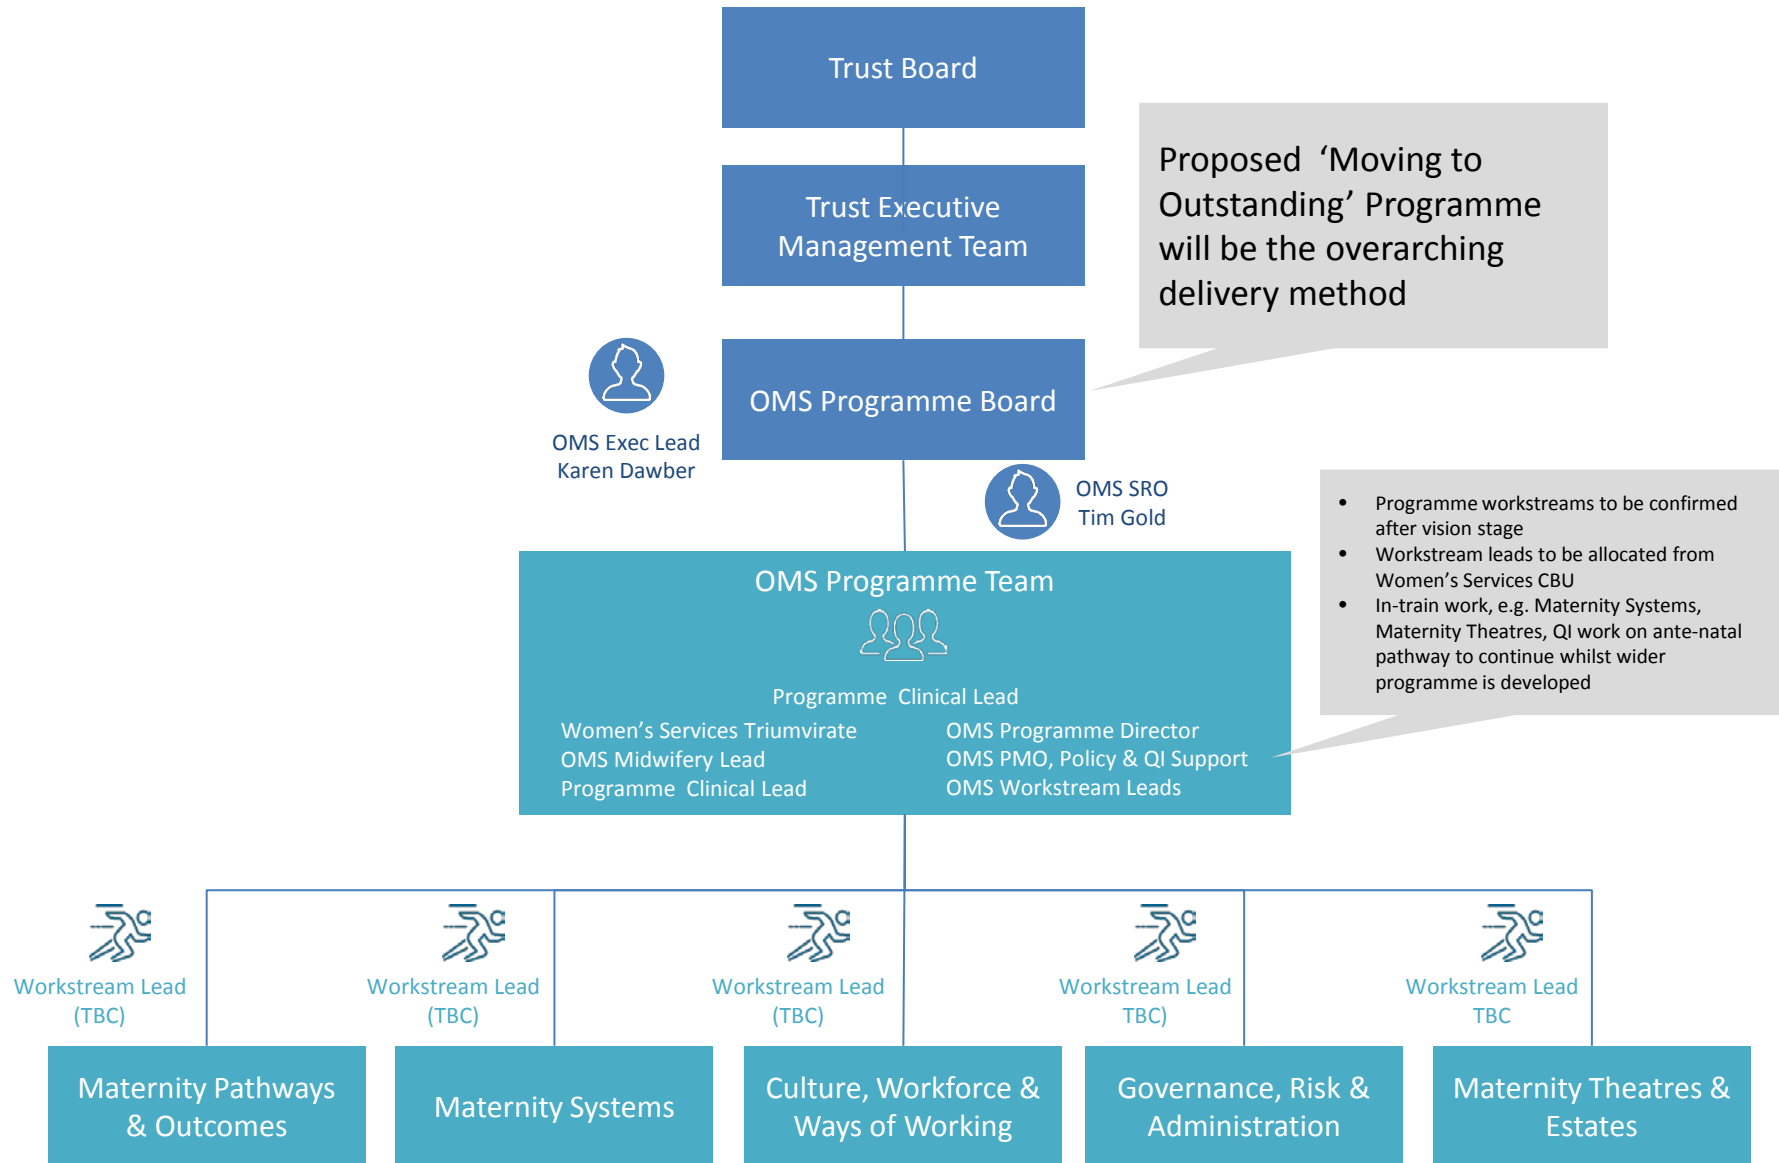 Trust Board
Trust Executive
Management Team
Proposed ‘Moving to
Outstanding’ Programme
will be the overarching
delivery method
OMS Programme Board
OMS Exec Lead
Karen Dawber
OMS SRO
Tim Gold
• Programme workstreams to be confirmed
after vision stage
• Workstream leads to be allocated from
Women’s Services CBU
• In-train work, e.g. Maternity Systems,
Maternity Theatres, QI work on ante-natal
pathway to continue whilst wider
programme is developed
OMS Programme Team
Programme Clinical Lead
Women’s Services Triumvirate
OMS Midwifery Lead
Programme Clinical Lead
OMS Programme Director
OMS PMO, Policy & QI Support
OMS Workstream Leads
Workstream Lead
(TBC)
Workstream Lead
(TBC)
Workstream Lead
(TBC)
Workstream Lead
TBC)
Workstream Lead
TBC
Maternity Pathways
& Outcomes
Maternity Systems
Culture, Workforce &
Ways of Working
Governance, Risk &
Administration
Maternity Theatres &
Estates